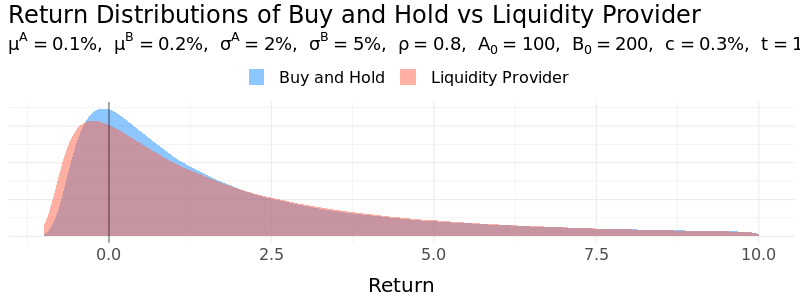 Return Distributions of Buy and Hold vs Liquidity Provider
μᴬ = 0.1%, μᴮ = 0.2%, σᴬ = 2%, σᴮ = 5%, ρ = 0.8, A₀ = 100, B₀ = 200, c = 0.3%, t = 1
Buy and Hold Liquidity Provider
0.0 2.5 5.0 7.5 10.0
Return